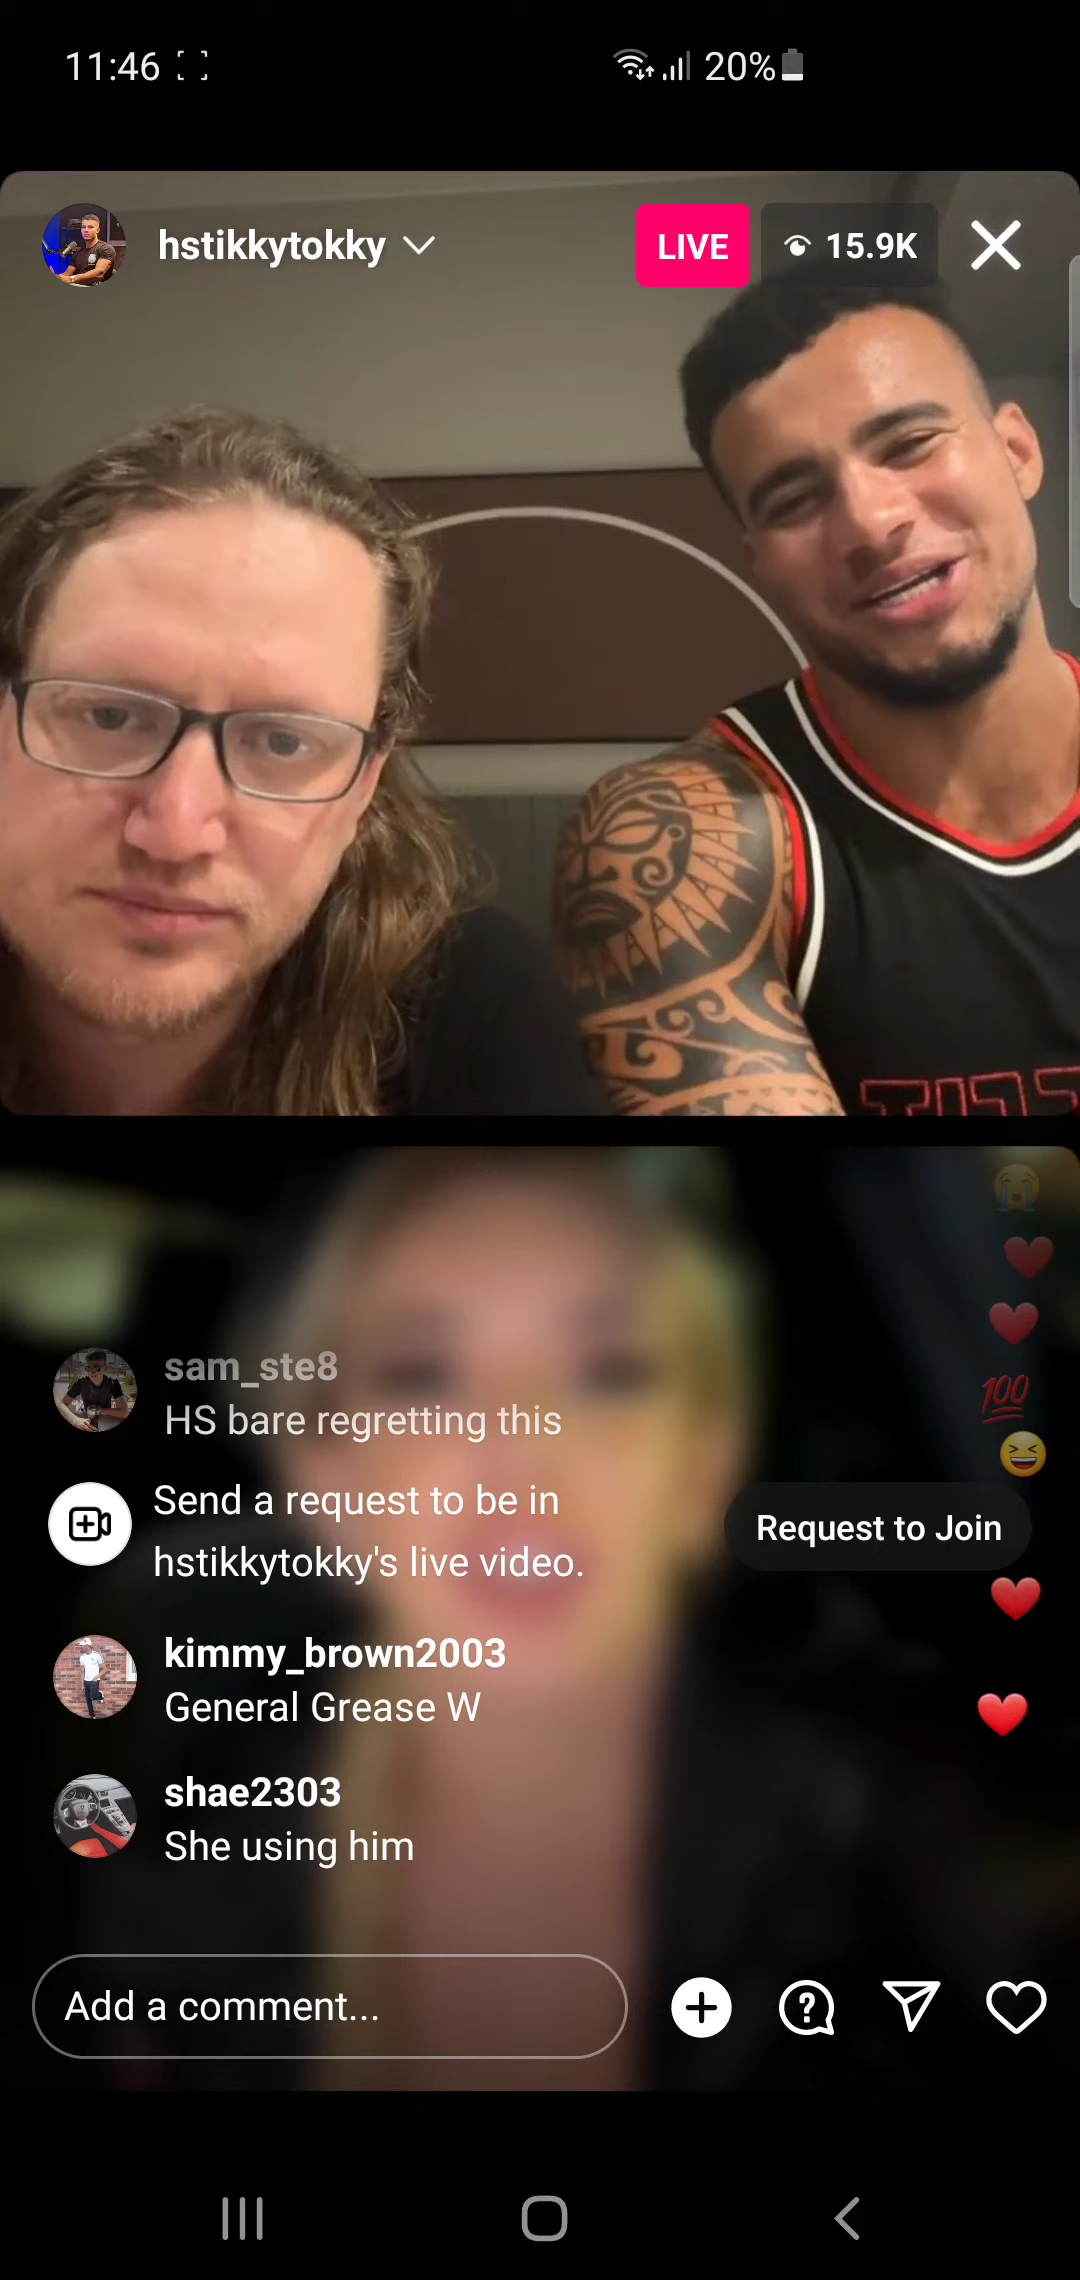 11:46
20%
hstikkytokky
LIVE
15.9K
sam_ste8
HS bare regretting this
Send a request to be in
hstikkytokky's live video.
Request to Join
kimmy_brown2003
General Grease W
shae2303
She using him
Add a comment...